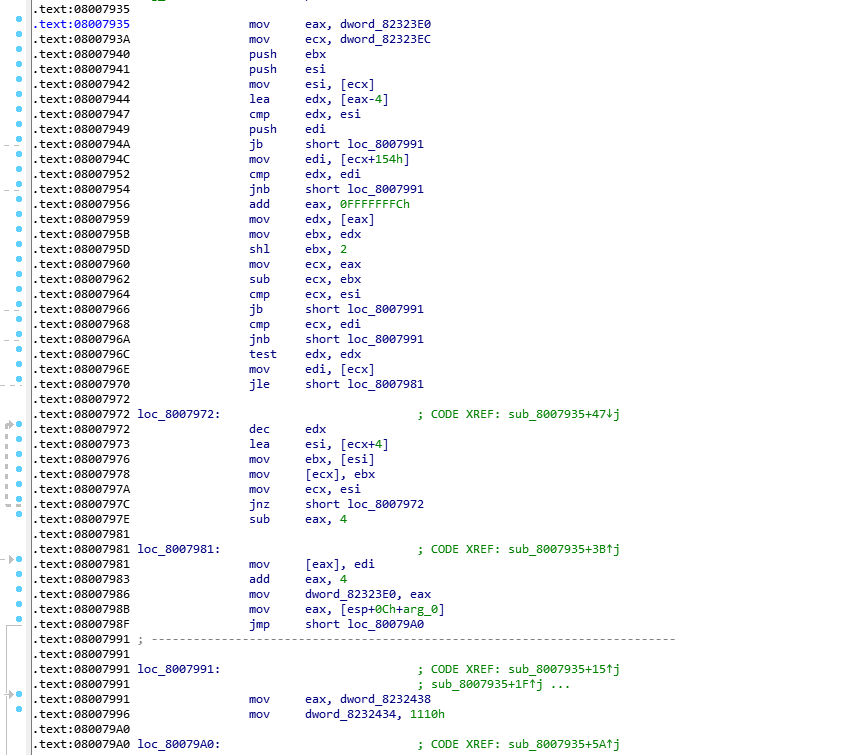 .text:08007935
.text:08007935 mov eax, dword_82323E0
.text:0800793A mov ecx, dword_82323EC
.text:08007940 push ebx
.text:08007941 push esi
.text:08007942 mov esi, [ecx]
.text:08007944 lea edx, [eax-4]
.text:08007947 cmp edx, esi
.text:08007949 push edi
.text:0800794A jb short loc_8007991
.text:0800794C mov edi, [ecx+154h]
.text:08007952 cmp edx, edi
.text:08007954 jnb short loc_8007991
.text:08007956 add eax, 0FFFFFFFCh
.text:08007959 mov edx, [eax]
.text:0800795B mov ebx, edx
.text:0800795D shl ebx, 2
.text:08007960 mov ecx, eax
.text:08007962 sub ecx, ebx
.text:08007964 cmp ecx, esi
.text:08007966 jb short loc_8007991
.text:08007968 cmp ecx, edi
.text:0800796A jnb short loc_8007991
.text:0800796C test edx, edx
.text:0800796E mov edi, [ecx]
.text:08007970 jle short loc_8007981
.text:08007972
.text:08007972 loc_8007972: ; CODE XREF: sub_8007935+47↓j
.text:08007972 dec edx
.text:08007973 lea esi, [ecx+4]
.text:08007976 mov ebx, [esi]
.text:08007978 mov [ecx], ebx
.text:0800797A mov ecx, esi
.text:0800797C jnz short loc_8007972
.text:0800797E sub eax, 4
.text:08007981
.text:08007981 loc_8007981: ; CODE XREF: sub_8007935+3B↑j
.text:08007981 mov [eax], edi
.text:08007983 add eax, 4
.text:08007986 mov dword_82323E0, eax
.text:0800798B mov eax, [esp+0Ch+arg_0]
.text:0800798F jmp short loc_80079A0
.text:08007991 ; ---------------------------------------------------------------------------
.text:08007991
.text:08007991 loc_8007991: ; CODE XREF: sub_8007935+15↑j
.text:08007991 ; sub_8007935+1F↑j ...
.text:08007991 mov eax, dword_8232438
.text:08007996 mov dword_8232434, 1110h
.text:080079A0
.text:080079A0 loc_80079A0: ; CODE XREF: sub_8007935+5A↑j